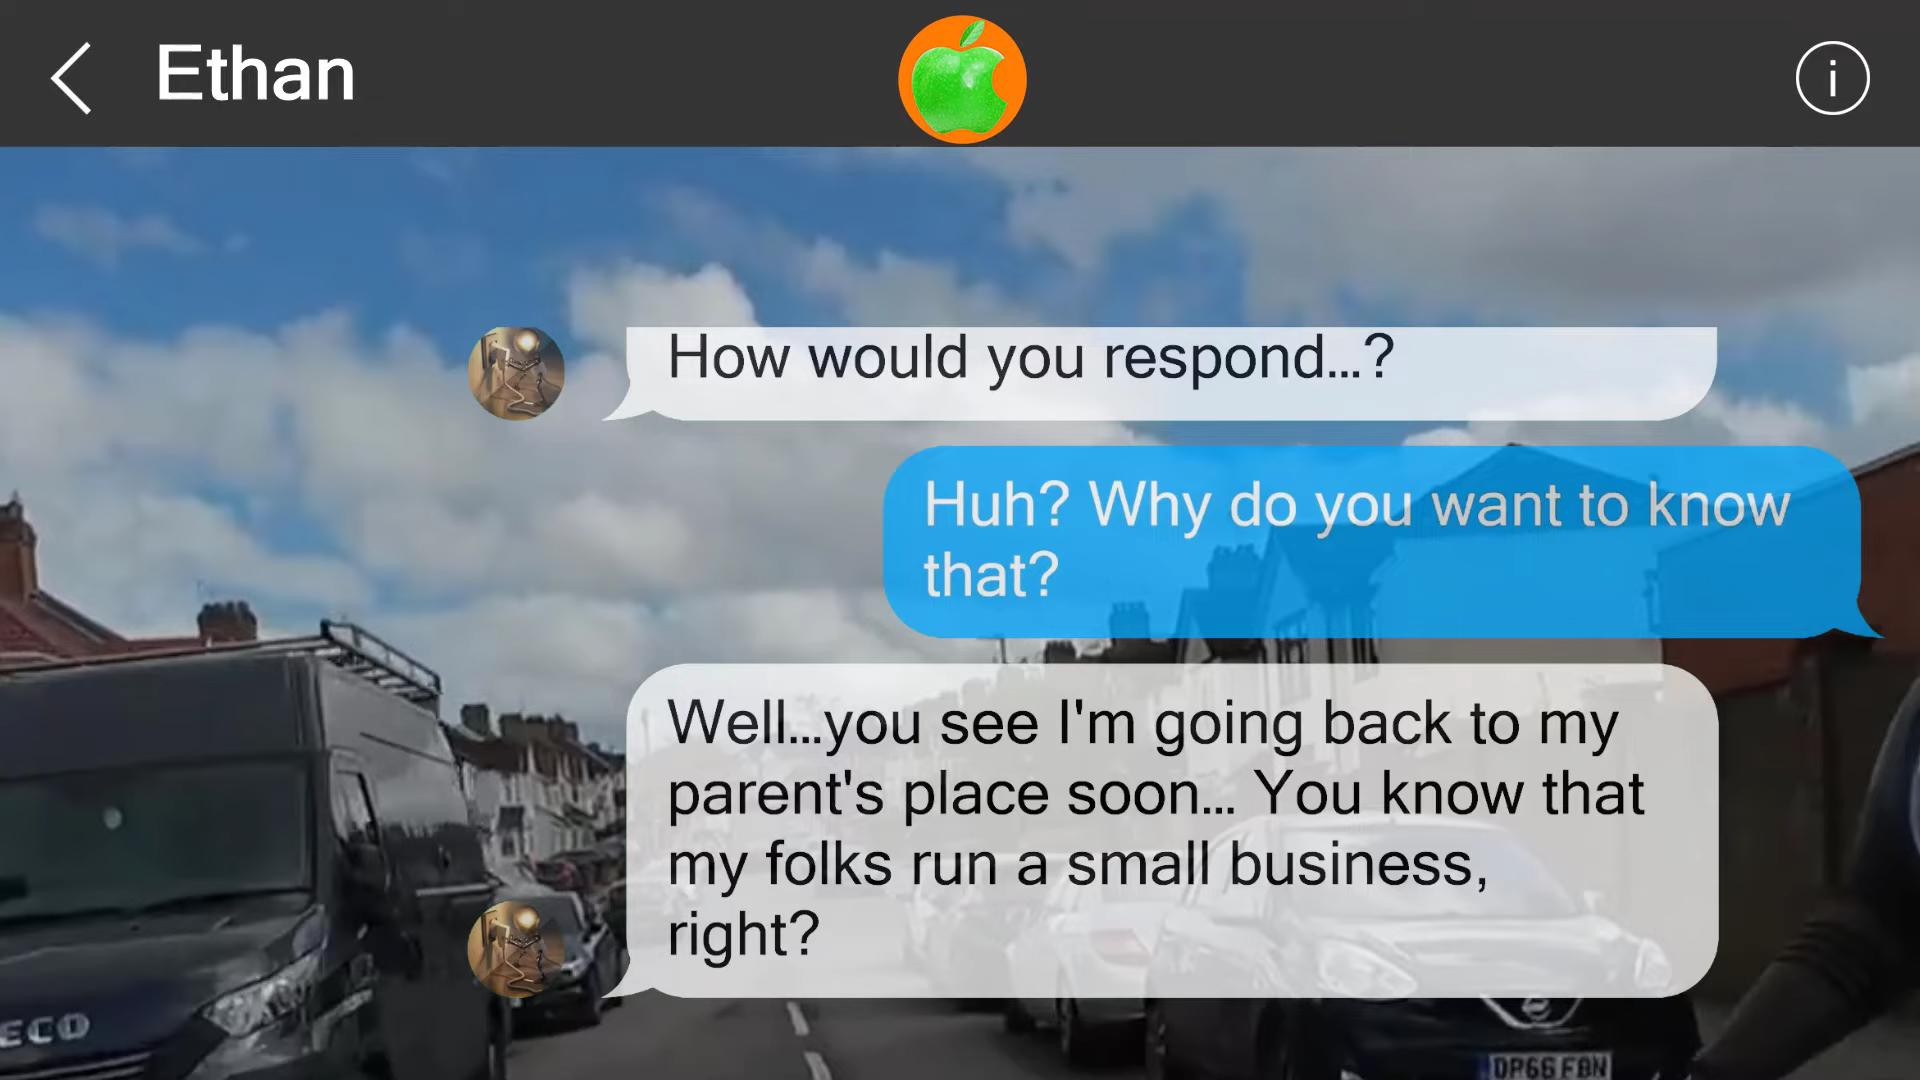 Ethan
i
How would you respond...?
Huh? Why do you want to know
that?
Well...you see I'm going back to my
parent's place soon... You know that
my folks run a small business,
right?
ECO
DP66 FBN